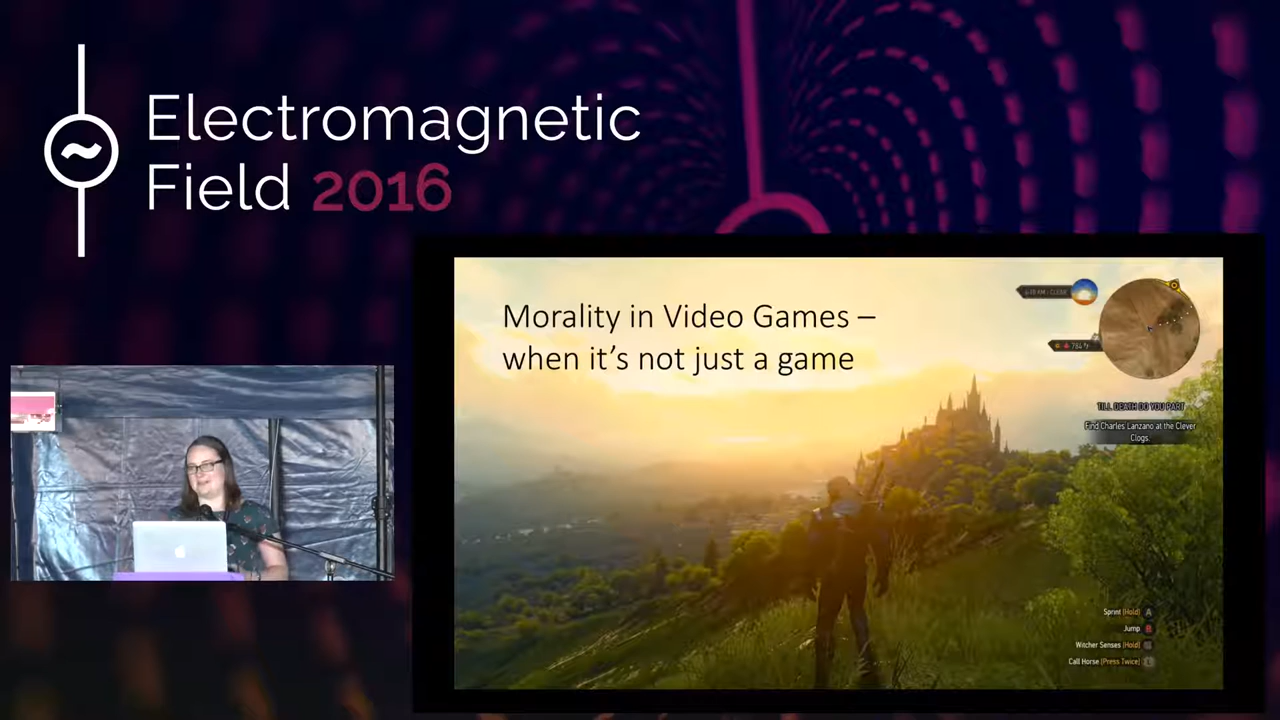 Electromagnetic
Field 2016
Morality in Video Games –
when it's not just a game
TILL DEATH DO YOU PART
Find Charles Lanzano at the Clever
Clogs.
Sprint [Hold] A
Jump
Witcher Senses [Hold]
Call Horse [Press Twice] L